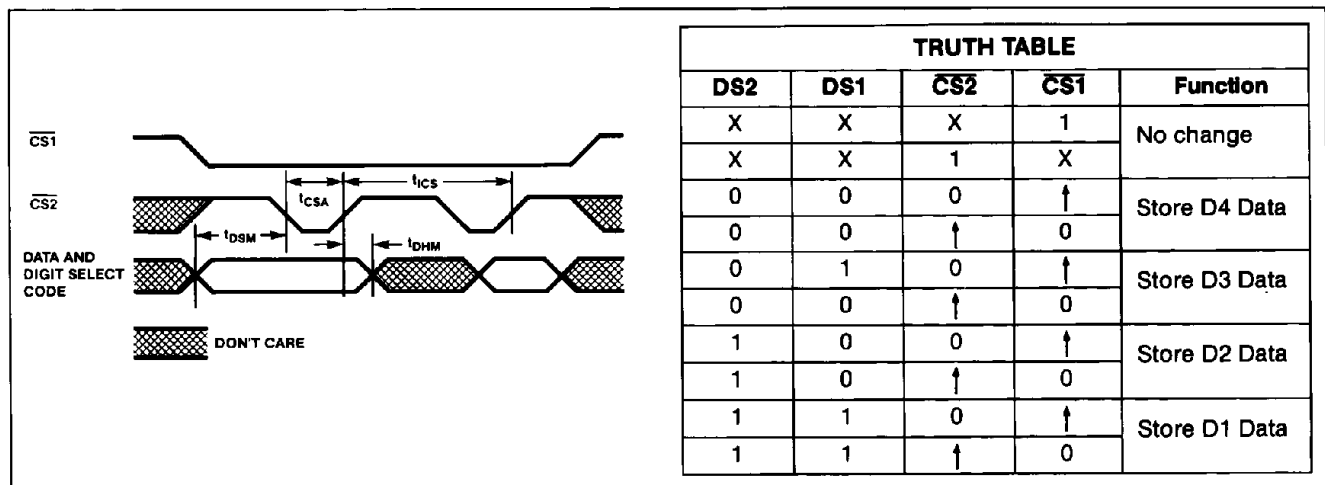 CS1
CS2
DATA AND
DIGIT SELECT
CODE
tCSA
tICS
tDSM
tDHM
DON'T CARE
TRUTH TABLE
DS2 DS1 CS2 CS1 Function
X X X 1 No change
X X 1 X
0 0 0 ↑ Store D4 Data
0 0 ↑ 0
0 1 0 ↑ Store D3 Data
0 0 ↑ 0
1 0 0 ↑ Store D2 Data
1 0 ↑ 0
1 1 0 ↑ Store D1 Data
1 1 ↑ 0